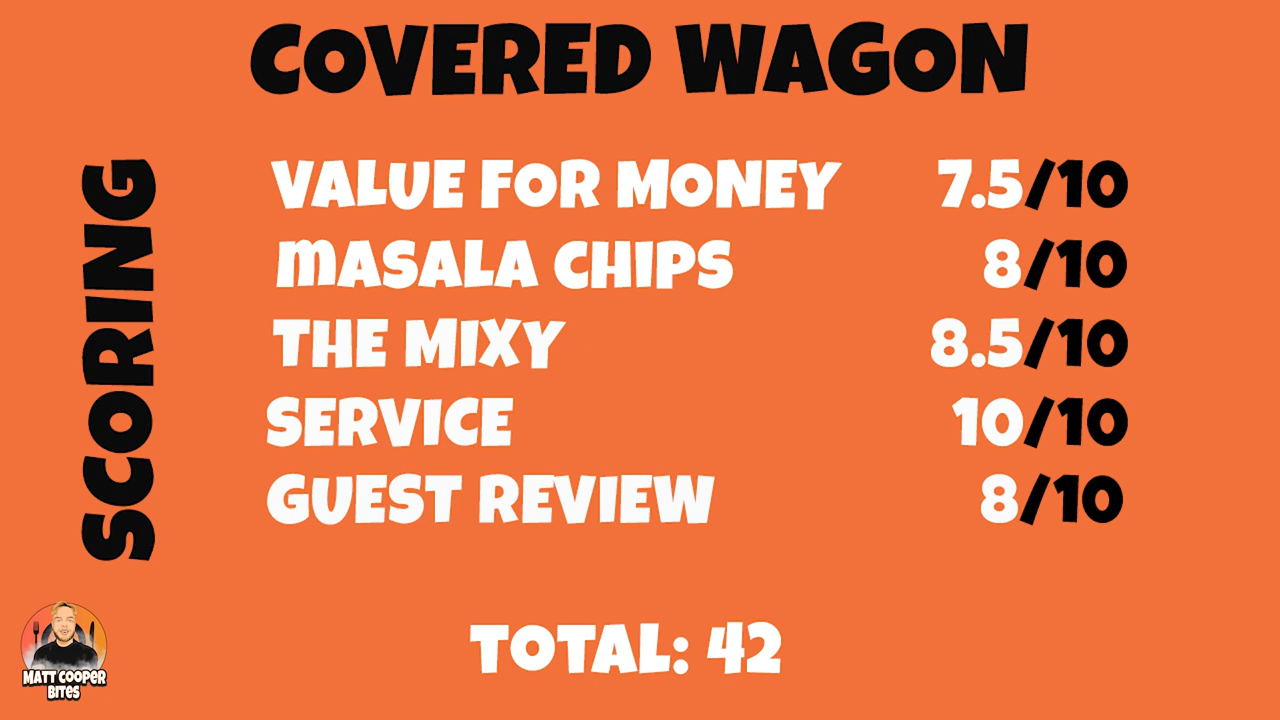 COVERED WAGON
SCORING
VALUE FOR MONEY 7.5/10
MASALA CHIPS 8/10
THE MIXY 8.5/10
SERVICE 10/10
GUEST REVIEW 8/10
TOTAL: 42
MATT COOPER
BITES